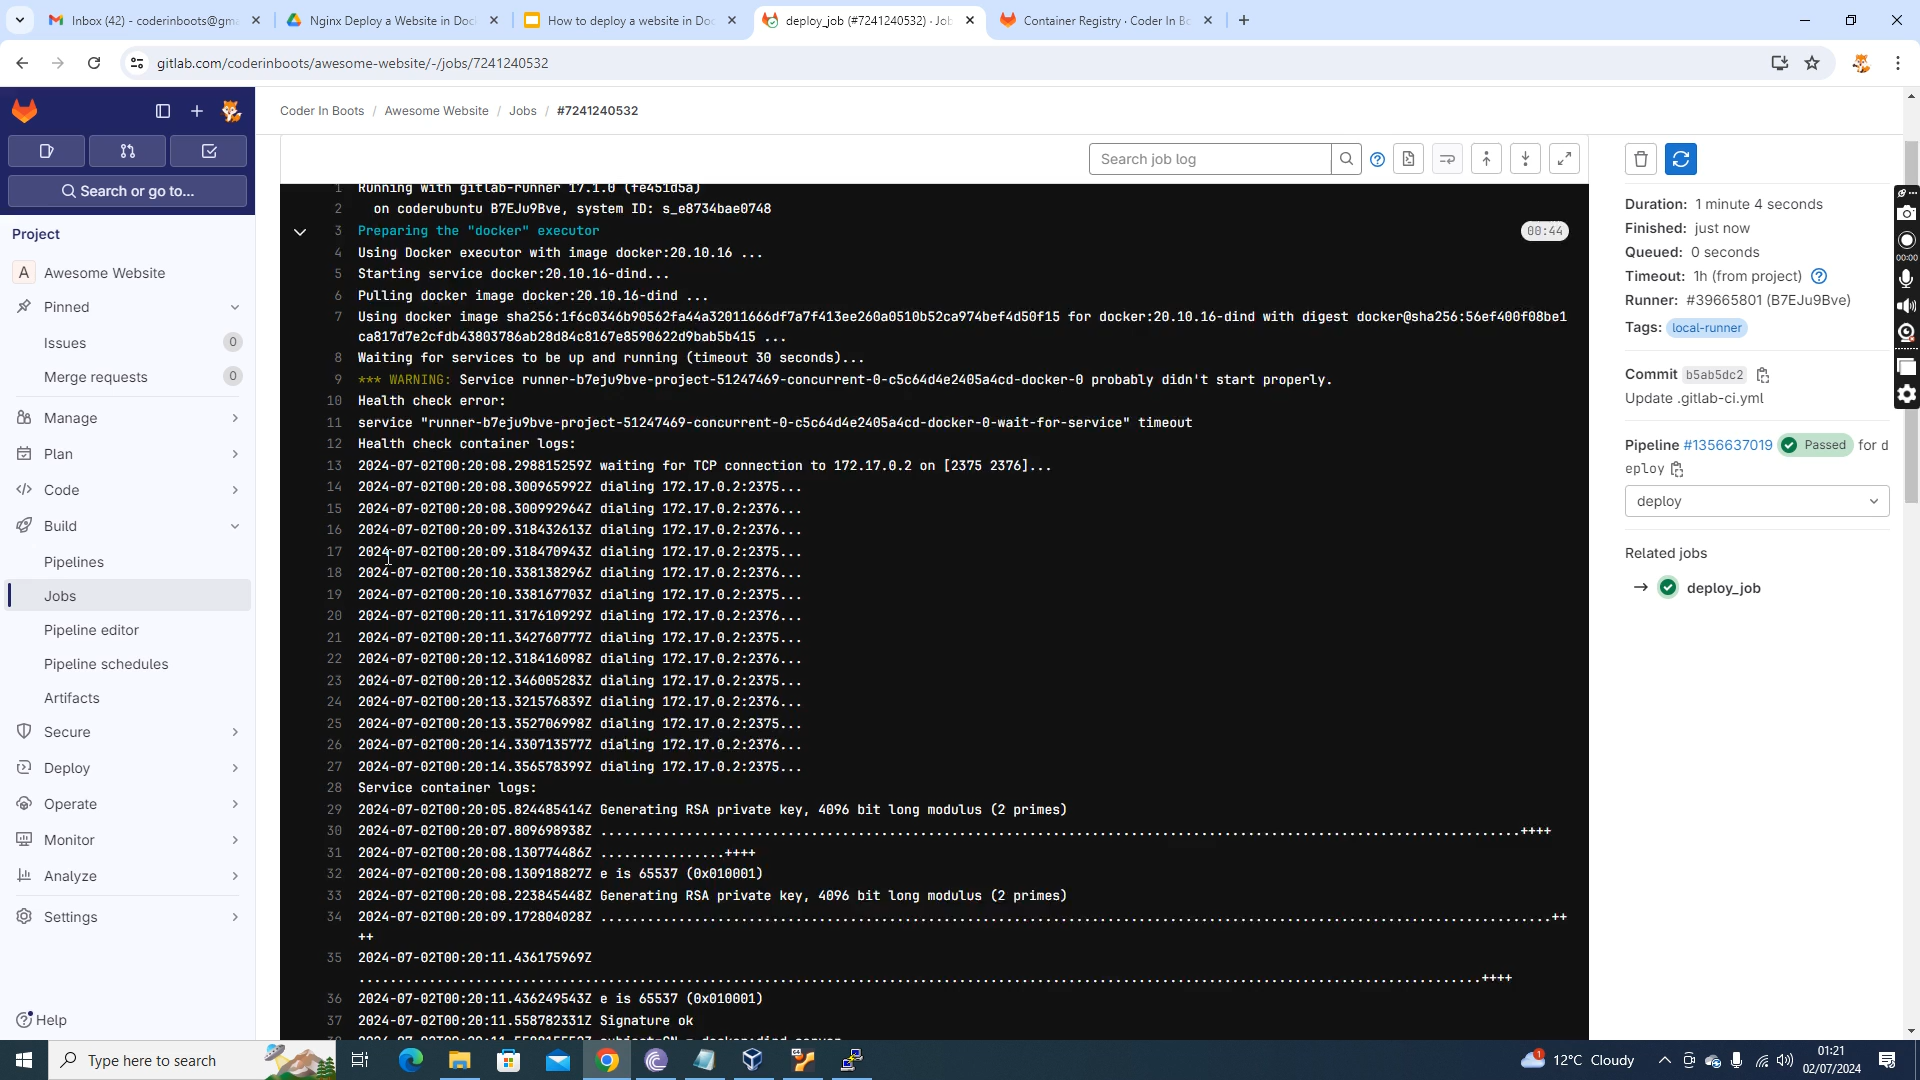 Inbox (42) - coderinboots@gma
Nginx Deploy a Website in Doc
How to deploy a website in Do
deploy_job (#7241240532) · Job
Container Registry · Coder In Bo
gitlab.com/coderinboots/awesome-website/-/jobs/7241240532
Search or go to...
Project
A Awesome Website
Pinned
Issues 0
Merge requests 0
Manage
Plan
Code
Build
Pipelines
Jobs
Pipeline editor
Pipeline schedules
Artifacts
Secure
Deploy
Operate
Monitor
Analyze
Settings
Help
Coder In Boots / Awesome Website / Jobs / #7241240532
Search job log
1 Running with gitlab-runner 17.1.0 (fe451d5a)
2 on coderubuntu B7EJu9Bve, system ID: s_e8734bae0748
3 Preparing the "docker" executor 00:44
4 Using Docker executor with image docker:20.10.16 ...
5 Starting service docker:20.10.16-dind...
6 Pulling docker image docker:20.10.16-dind ...
7 Using docker image sha256:1f6c0346b90562fa44a32011666df7a7f413ee260a0510b52ca974bef4d50f15 for docker:20.10.16-dind with digest docker@sha256:56ef400f08be1
ca817d7e2cfdb43803786ab28d84c8167e8590622d9bab5b415 ...
8 Waiting for services to be up and running (timeout 30 seconds)...
9 *** WARNING: Service runner-b7eju9bve-project-51247469-concurrent-0-c5c64d4e2405a4cd-docker-0 probably didn't start properly.
10 Health check error:
11 service "runner-b7eju9bve-project-51247469-concurrent-0-c5c64d4e2405a4cd-docker-0-wait-for-service" timeout
12 Health check container logs:
13 2024-07-02T00:20:08.298815259Z waiting for TCP connection to 172.17.0.2 on [2375 2376]...
14 2024-07-02T00:20:08.300965992Z dialing 172.17.0.2:2375...
15 2024-07-02T00:20:08.300992964Z dialing 172.17.0.2:2376...
16 2024-07-02T00:20:09.318432613Z dialing 172.17.0.2:2376...
17 2024-07-02T00:20:09.318470943Z dialing 172.17.0.2:2375...
18 2024-07-02T00:20:10.338138296Z dialing 172.17.0.2:2376...
19 2024-07-02T00:20:10.338167703Z dialing 172.17.0.2:2375...
20 2024-07-02T00:20:11.317610929Z dialing 172.17.0.2:2376...
21 2024-07-02T00:20:11.342760777Z dialing 172.17.0.2:2375...
22 2024-07-02T00:20:12.318416098Z dialing 172.17.0.2:2376...
23 2024-07-02T00:20:12.346005283Z dialing 172.17.0.2:2375...
24 2024-07-02T00:20:13.321576839Z dialing 172.17.0.2:2376...
25 2024-07-02T00:20:13.352706998Z dialing 172.17.0.2:2375...
26 2024-07-02T00:20:14.330713577Z dialing 172.17.0.2:2376...
27 2024-07-02T00:20:14.356578399Z dialing 172.17.0.2:2375...
28 Service container logs:
29 2024-07-02T00:20:05.824485414Z Generating RSA private key, 4096 bit long modulus (2 primes)
30 2024-07-02T00:20:07.809698938Z ......................................................................................................................++++
31 2024-07-02T00:20:08.130774486Z ................++++
32 2024-07-02T00:20:08.130918827Z e is 65537 (0x010001)
33 2024-07-02T00:20:08.223845448Z Generating RSA private key, 4096 bit long modulus (2 primes)
34 2024-07-02T00:20:09.172804028Z ..........................................................................................................................++
++
35 2024-07-02T00:20:11.436175969Z
................................................................................................................................................++++
36 2024-07-02T00:20:11.436249543Z e is 65537 (0x010001)
37 2024-07-02T00:20:11.558782331Z Signature ok
Duration: 1 minute 4 seconds
Finished: just now
Queued: 0 seconds
Timeout: 1h (from project)
Runner: #39665801 (B7EJu9Bve)
Tags: local-runner
Commit b5ab5dc2
Update .gitlab-ci.yml
Pipeline #1356637019 Passed for d
eploy
deploy
Related jobs
deploy_job
00:00
Type here to search
12°C Cloudy
01:21
02/07/2024